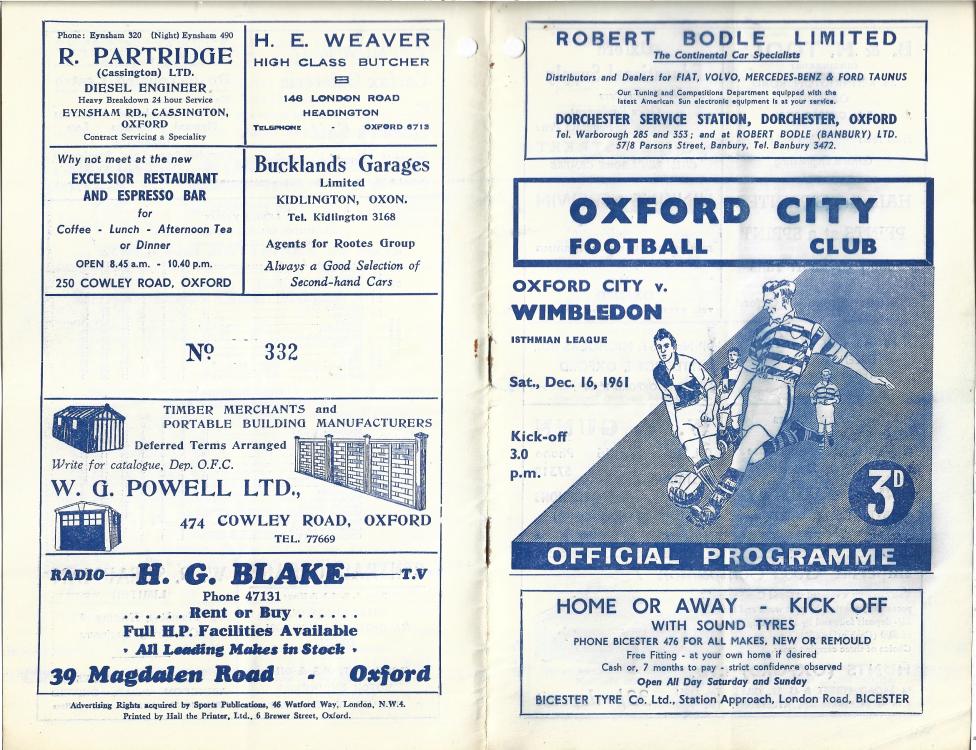 Phone: Eynsham 320 (Night) Eynsham 490
R. PARTRIDGE
(Cassington) LTD.
DIESEL ENGINEER
Heavy Breakdown 24 hour Service
EYNSHAM RD., CASSINGTON,
OXFORD
Contract Servicing a Speciality
H. E. WEAVER
HIGH CLASS BUTCHER
146 LONDON ROAD
HEADINGTON
TELEPHONE - OXFORD 6713
Why not meet at the new
EXCELSIOR RESTAURANT
AND ESPRESSO BAR
for
Coffee - Lunch - Afternoon Tea
or Dinner
OPEN 8.45 a.m. - 10.40 p.m.
250 COWLEY ROAD, OXFORD
Bucklands Garages
Limited
KIDLINGTON, OXON.
Tel. Kidlington 3168
Agents for Rootes Group
Always a Good Selection of
Second-hand Cars
No 332
TIMBER MERCHANTS and
PORTABLE BUILDING MANUFACTURERS
Deferred Terms Arranged
Write for catalogue, Dep. O.F.C.
W. G. POWELL LTD.,
474 COWLEY ROAD, OXFORD
TEL. 77669
RADIO—H. G. BLAKE—T.V
Phone 47131
. . . . . . Rent or Buy . . . . . .
Full H.P. Facilities Available
· All Leading Makes in Stock ·
39 Magdalen Road - Oxford
Advertising Rights acquired by Sports Publications, 46 Watford Way, London, N.W.4.
Printed by Hall the Printer, Ltd., 6 Brewer Street, Oxford.
ROBERT BODLE LIMITED
The Continental Car Specialists
Distributors and Dealers for FIAT, VOLVO, MERCEDES-BENZ & FORD TAUNUS
Our Tuning and Competitions Department equipped with the
latest American Sun electronic equipment is at your service.
DORCHESTER SERVICE STATION, DORCHESTER, OXFORD
Tel. Warborough 285 and 353; and at ROBERT BODLE (BANBURY) LTD.
57/8 Parsons Street, Banbury, Tel. Banbury 3472.
OXFORD CITY
FOOTBALL CLUB
OXFORD CITY v.
WIMBLEDON
ISTHMIAN LEAGUE
Sat., Dec. 16, 1961
Kick-off
3.0
p.m.
3D
OFFICIAL PROGRAMME
HOME OR AWAY - KICK OFF
WITH SOUND TYRES
PHONE BICESTER 476 FOR ALL MAKES, NEW OR REMOULD
Free Fitting - at your own home if desired
Cash or, 7 months to pay - strict confidence observed
Open All Day Saturday and Sunday
BICESTER TYRE Co. Ltd., Station Approach, London Road, BICESTER